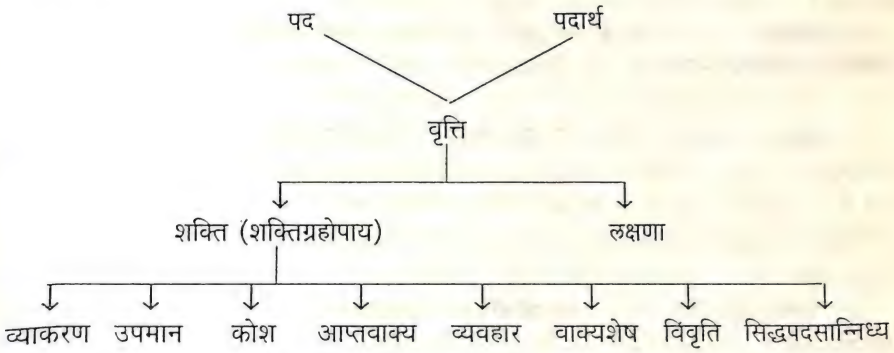 पद पदार्थ
वृत्ति
शक्ति (शक्तिग्रहोपाय) लक्षणा
व्याकरण उपमान कोश आप्तवाक्य व्यवहार वाक्यशेष विवृति सिद्धपदसान्निध्य